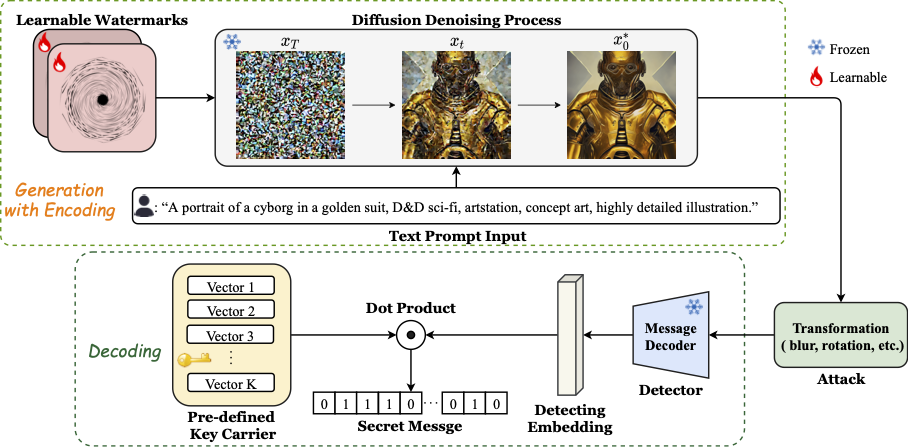 Learnable Watermarks
Diffusion Denoising Process
x_T
x_t
x_0^*
Frozen
Learnable
Generation
with Encoding
: “A portrait of a cyborg in a golden suit, D&D sci-fi, artstation, concept art, highly detailed illustration.”
Text Prompt Input
Decoding
Vector 1
Vector 2
Vector 3
⋮
Vector K
Pre-defined
Key Carrier
Dot Product
0 1 1 1 0 ··· 0 1 0
Secret Messge
Detecting
Embedding
Message
Decoder
Detector
Transformation
( blur, rotation, etc.)
Attack